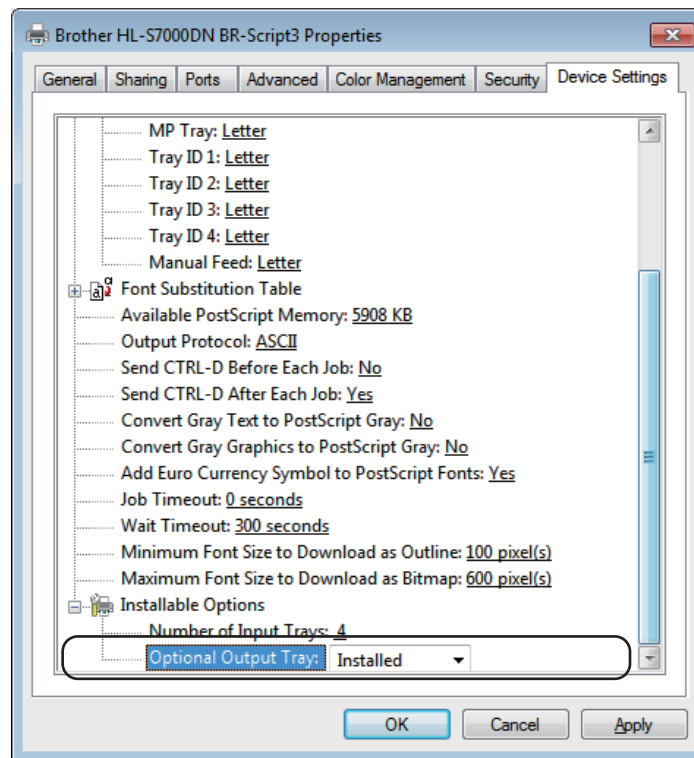 Brother HL-S7000DN BR-Script3 Properties
General Sharing Ports Advanced Color Management Security Device Settings
MP Tray: Letter
Tray ID 1: Letter
Tray ID 2: Letter
Tray ID 3: Letter
Tray ID 4: Letter
Manual Feed: Letter
Font Substitution Table
Available PostScript Memory: 5908 KB
Output Protocol: ASCII
Send CTRL-D Before Each Job: No
Send CTRL-D After Each Job: Yes
Convert Gray Text to PostScript Gray: No
Convert Gray Graphics to PostScript Gray: No
Add Euro Currency Symbol to PostScript Fonts: Yes
Job Timeout: 0 seconds
Wait Timeout: 300 seconds
Minimum Font Size to Download as Outline: 100 pixel(s)
Maximum Font Size to Download as Bitmap: 600 pixel(s)
Installable Options
Number of Input Trays: 4
Optional Output Tray: Installed
OK Cancel Apply